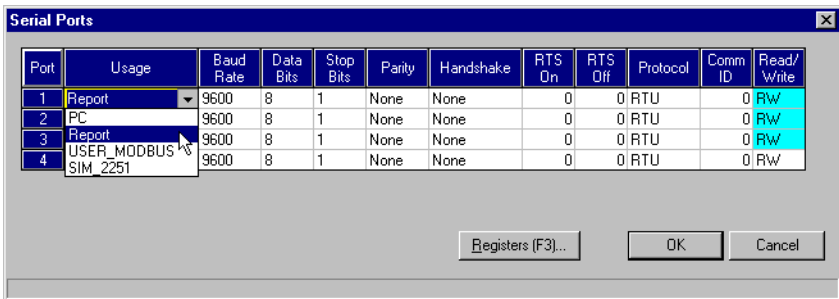 Serial Ports
Port Usage Baud Rate Data Bits Stop Bits Parity Handshake RTS On RTS Off Protocol Comm ID Read/ Write
1 Report 9600 8 1 None None 0 0 RTU 0 RW
2 PC 9600 8 1 None None 0 0 RTU 0 RW
3 Report 9600 8 1 None None 0 0 RTU 0 RW
USER_MODBUS
4 9600 8 1 None None 0 0 RTU 0 RW
SIM_2251
Registers (F3)... OK Cancel